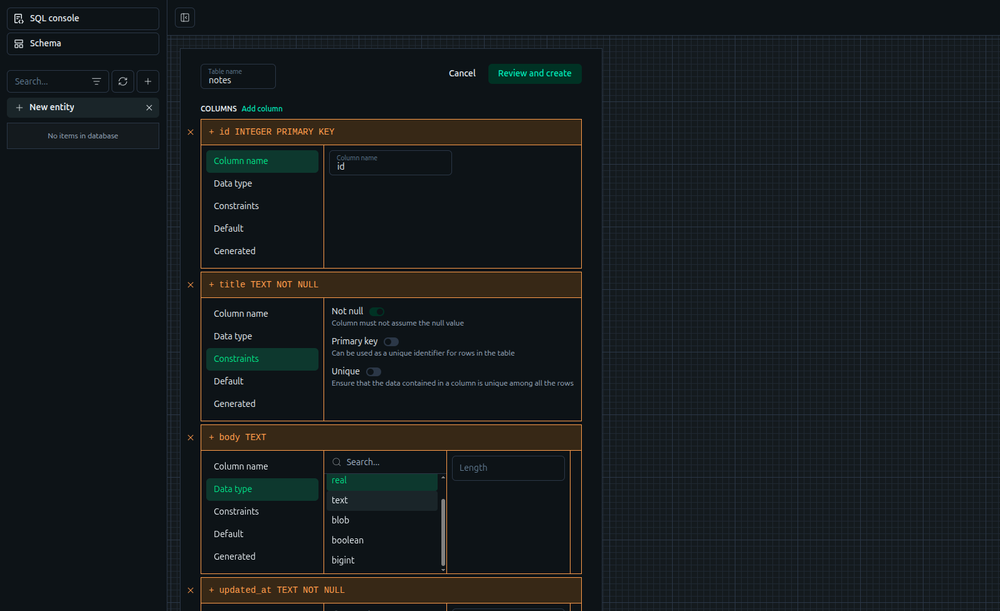 SQL console
Schema
Search...
New entity
No items in database
Table name
notes
Cancel
Review and create
COLUMNS Add column
+ id INTEGER PRIMARY KEY
Column name
Data type
Constraints
Default
Generated
Column name
id
+ title TEXT NOT NULL
Column name
Data type
Constraints
Default
Generated
Not null
Column must not assume the null value
Primary key
Can be used as a unique identifier for rows in the table
Unique
Ensure that the data contained in a column is unique among all the rows
+ body TEXT
Column name
Data type
Constraints
Default
Generated
Search...
real
text
blob
boolean
bigint
Length
+ updated_at TEXT NOT NULL